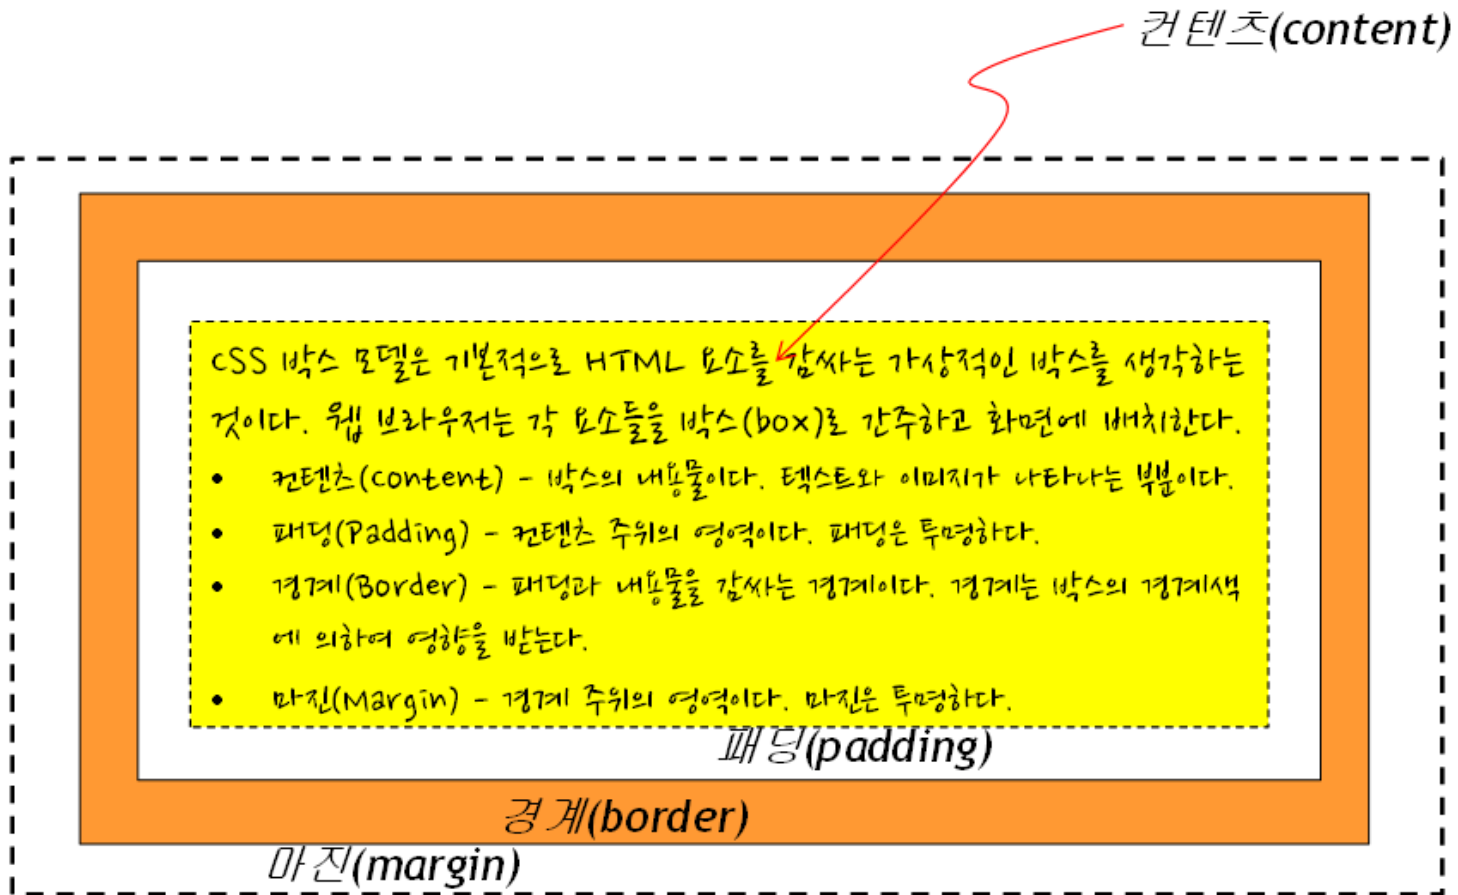 컨텐츠(content)
CSS 박스 모델은 기본적으로 HTML 요소를 감싸는 가상적인 박스를 생각하는
것이다. 웹 브라우저는 각 요소들을 박스(box)로 간주하고 화면에 배치한다.
• 컨텐츠(content) - 박스의 내용물이다. 텍스트와 이미지가 나타나는 부분이다.
• 패딩(Padding) - 컨텐츠 주위의 영역이다. 패딩은 투명하다.
• 경계(Border) - 패딩과 내용물을 감싸는 경계이다. 경계는 박스의 경계색
에 의하여 영향을 받는다.
• 마진(Margin) - 경계 주위의 영역이다. 마진은 투명하다.
패딩(padding)
경계(border)
마진(margin)